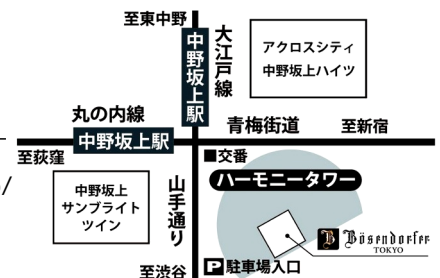 至東中野
中野坂上駅
大江戸線
アクロスシティ
中野坂上ハイツ
丸の内線
中野坂上駅
青梅街道
至新宿
至荻窪
■交番
ハーモニータワー
中野坂上
サンブライト
ツイン
山手通り
B Bösendorfer
TOKYO
/
至渋谷
P 駐車場入口